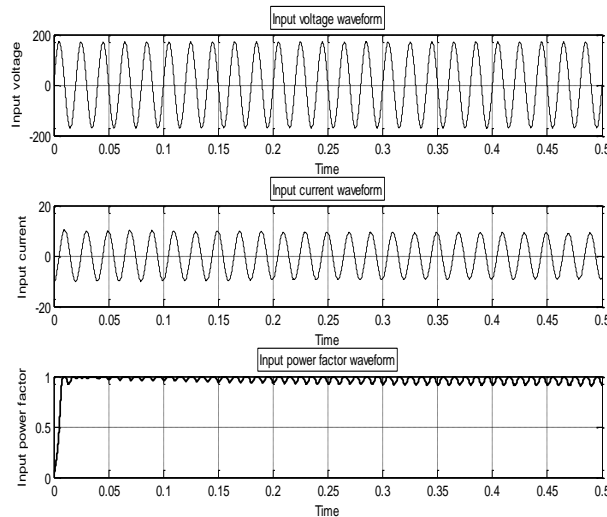 Input voltage waveform
200
0
-200
Input voltage
0 0.05 0.1 0.15 0.2 0.25 0.3 0.35 0.4 0.45 0.5
Time
Input current waveform
20
0
-20
Input current
0 0.05 0.1 0.15 0.2 0.25 0.3 0.35 0.4 0.45 0.5
Time
Input power factor waveform
1
0.5
0
Input power factor
0 0.05 0.1 0.15 0.2 0.25 0.3 0.35 0.4 0.45 0.5
Time